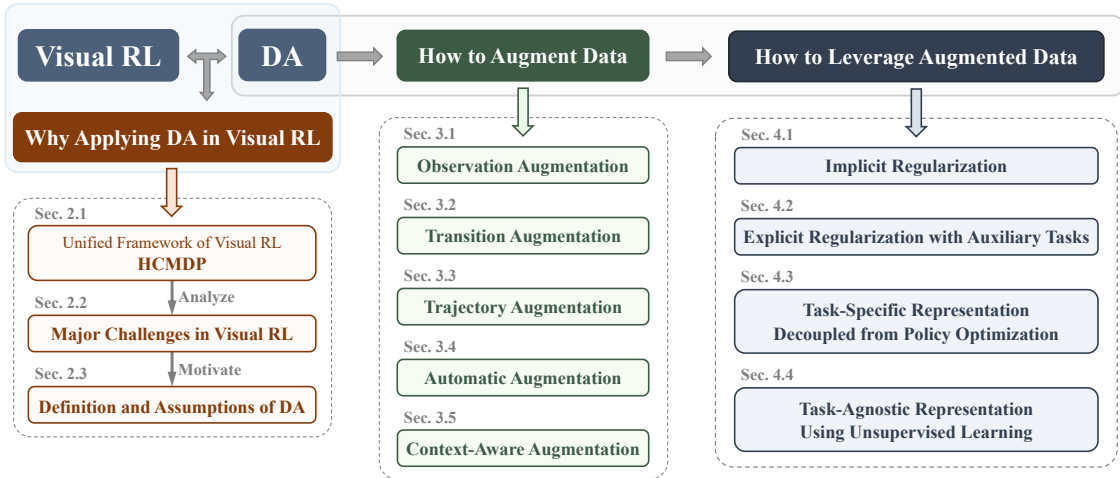 Visual RL
DA
How to Augment Data
How to Leverage Augmented Data
Why Applying DA in Visual RL
Sec. 2.1
Unified Framework of Visual RL
HCMDP
Analyze
Sec. 2.2
Major Challenges in Visual RL
Motivate
Sec. 2.3
Definition and Assumptions of DA
Sec. 3.1
Observation Augmentation
Sec. 3.2
Transition Augmentation
Sec. 3.3
Trajectory Augmentation
Sec. 3.4
Automatic Augmentation
Sec. 3.5
Context-Aware Augmentation
Sec. 4.1
Implicit Regularization
Sec. 4.2
Explicit Regularization with Auxiliary Tasks
Sec. 4.3
Task-Specific Representation
Decoupled from Policy Optimization
Sec. 4.4
Task-Agnostic Representation
Using Unsupervised Learning